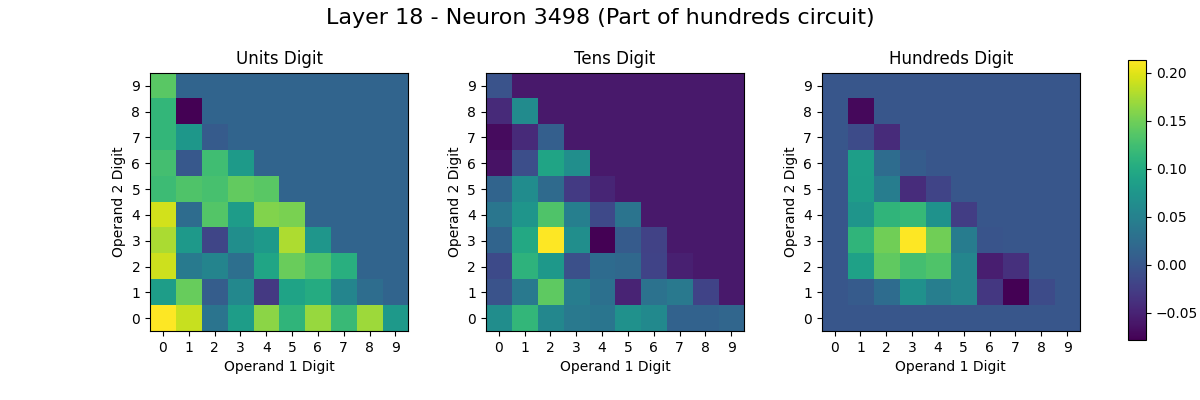 Layer 18 - Neuron 3498 (Part of hundreds circuit)
Units Digit
Tens Digit
Hundreds Digit
9
8
7
6
5
4
3
2
1
0
Operand 2 Digit
0 1 2 3 4 5 6 7 8 9
Operand 1 Digit
9
8
7
6
5
4
3
2
1
0
Operand 2 Digit
0 1 2 3 4 5 6 7 8 9
Operand 1 Digit
9
8
7
6
5
4
3
2
1
0
Operand 2 Digit
0 1 2 3 4 5 6 7 8 9
Operand 1 Digit
0.20
0.15
0.10
0.05
0.00
−0.05